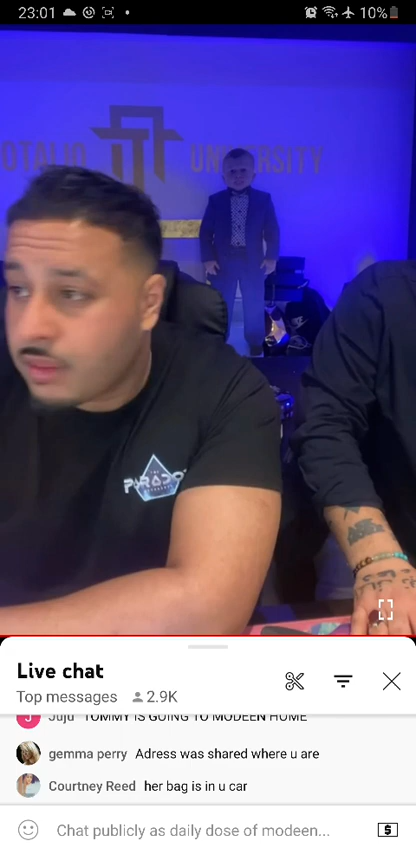 23:01
10%
UNIVERSITY
THE
PARADO
Live chat
Top messages 2.9K
J Juju TOMMY IS GOING TO MODEEN HOME
gemma perry Adress was shared where u are
Courtney Reed her bag is in u car
Chat publicly as daily dose of modeen...
$